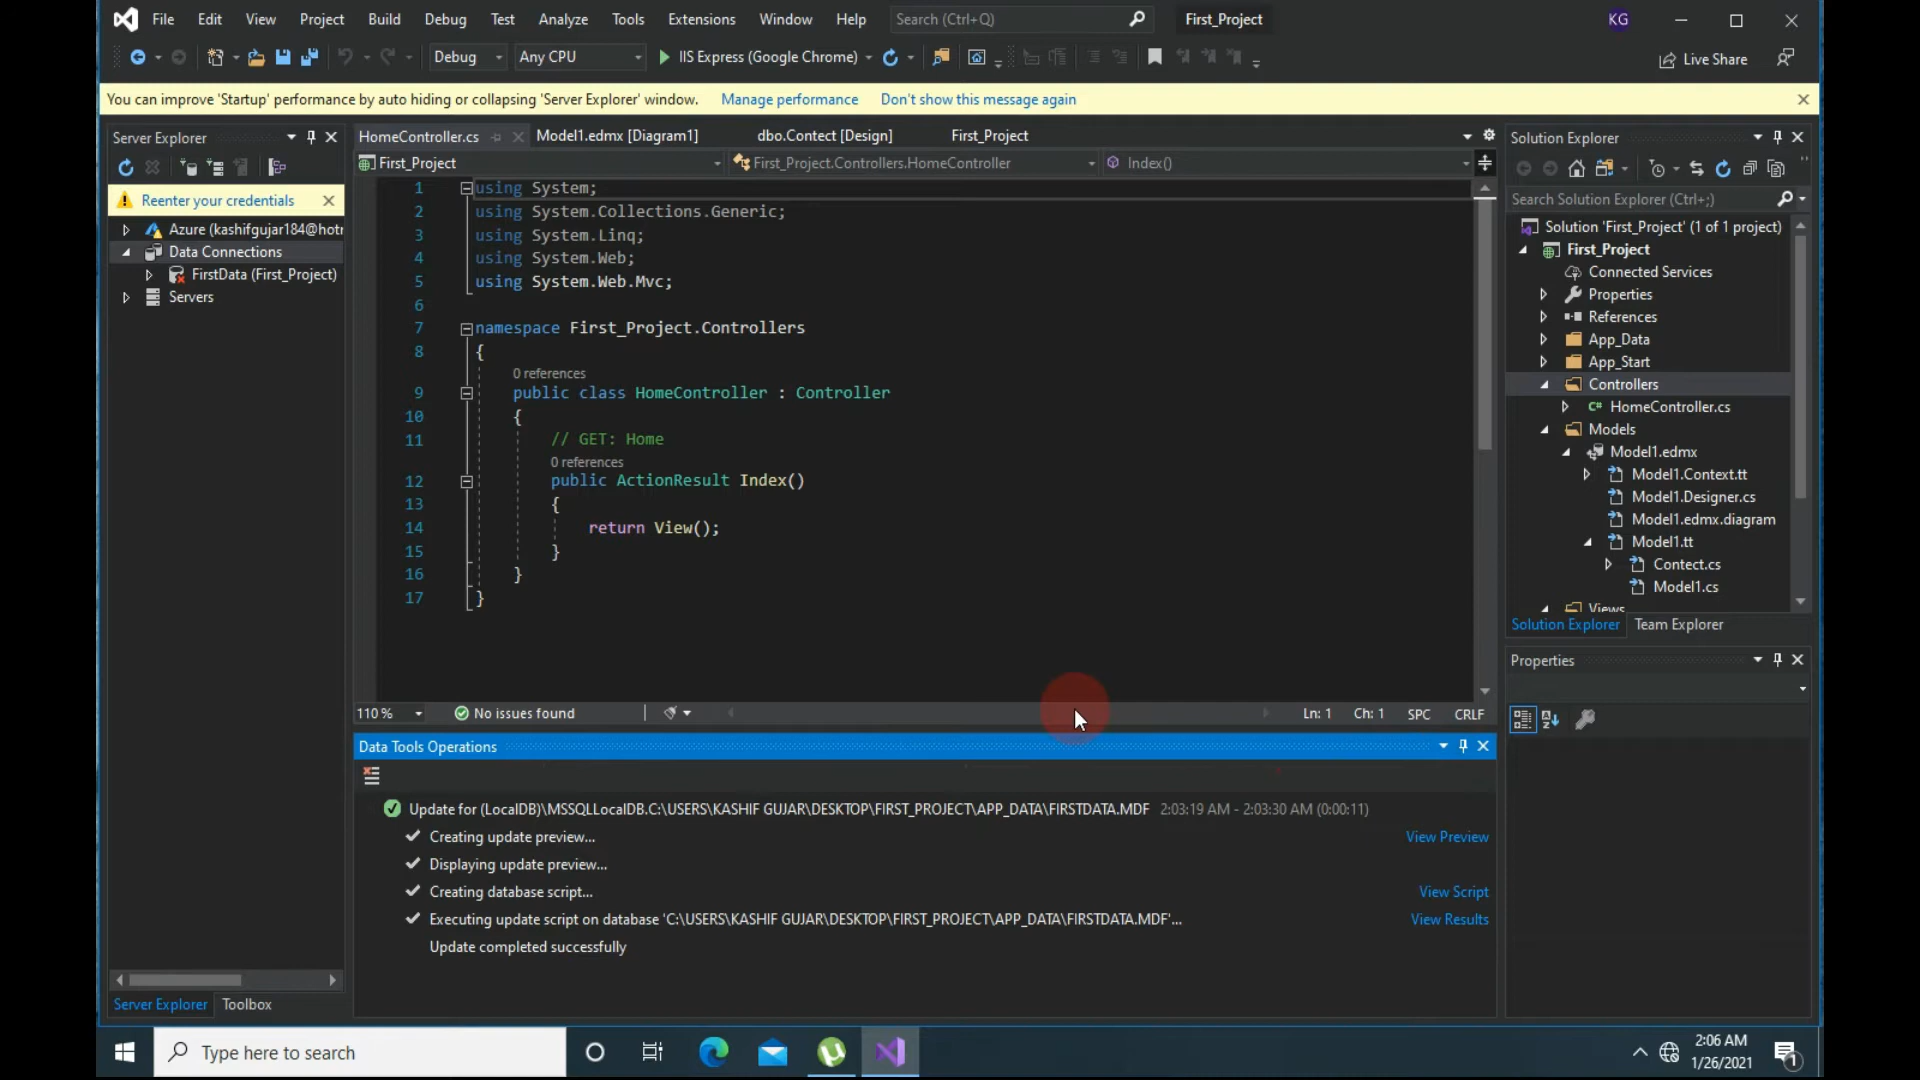 File Edit View Project Build Debug Test Analyze Tools Extensions Window Help Search (Ctrl+Q) First_Project KG
Debug Any CPU IIS Express (Google Chrome) Live Share
You can improve 'Startup' performance by auto hiding or collapsing 'Server Explorer' window. Manage performance Don't show this message again
Server Explorer
Reenter your credentials
Azure (kashifgujar184@hotr
Data Connections
FirstData (First_Project)
Servers
Server Explorer Toolbox
HomeController.cs Model1.edmx [Diagram1] dbo.Contect [Design] First_Project
First_Project First_Project.Controllers.HomeController Index()
1 using System;
2 using System.Collections.Generic;
3 using System.Linq;
4 using System.Web;
5 using System.Web.Mvc;
6
7 namespace First_Project.Controllers
8 {
0 references
9 public class HomeController : Controller
10 {
11 // GET: Home
0 references
12 public ActionResult Index()
13 {
14 return View();
15 }
16 }
17 }
110 % No issues found Ln: 1 Ch: 1 SPC CRLF
Data Tools Operations
Update for (LocalDB)\MSSQLLocalDB.C:\USERS\KASHIF GUJAR\DESKTOP\FIRST_PROJECT\APP_DATA\FIRSTDATA.MDF 2:03:19 AM - 2:03:30 AM (0:00:11)
Creating update preview... View Preview
Displaying update preview...
Creating database script... View Script
Executing update script on database 'C:\USERS\KASHIF GUJAR\DESKTOP\FIRST_PROJECT\APP_DATA\FIRSTDATA.MDF'... View Results
Update completed successfully
Solution Explorer
Search Solution Explorer (Ctrl+;)
Solution 'First_Project' (1 of 1 project)
First_Project
Connected Services
Properties
References
App_Data
App_Start
Controllers
C# HomeController.cs
Models
Model1.edmx
Model1.Context.tt
Model1.Designer.cs
Model1.edmx.diagram
Model1.tt
Contect.cs
Model1.cs
Views
Solution Explorer Team Explorer
Properties
Type here to search
2:06 AM
1/26/2021
1